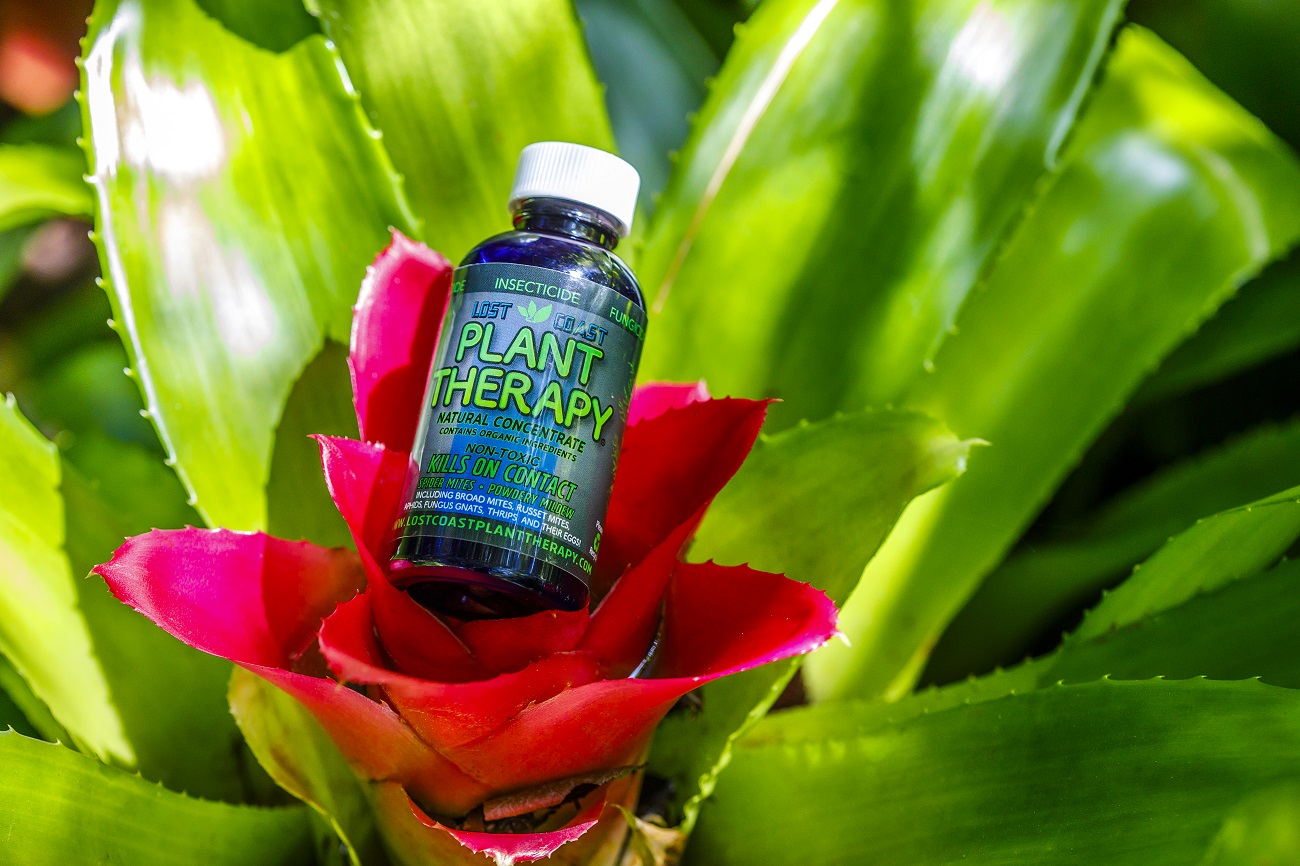 INSECTICIDE
LOST COAST
PLANT
THERAPY
NATURAL CONCENTRATE
CONTAINS ORGANIC INGREDIENTS
NON-TOXIC
KILLS ON CONTACT
SPIDER MITES • POWDERY MILDEW
INCLUDING BROAD MITES, RUSSET MITES,
APHIDS, FUNGUS GNATS, THRIPS, AND THEIR EGGS!
WWW.LOSTCOASTPLANTTHERAPY.COM